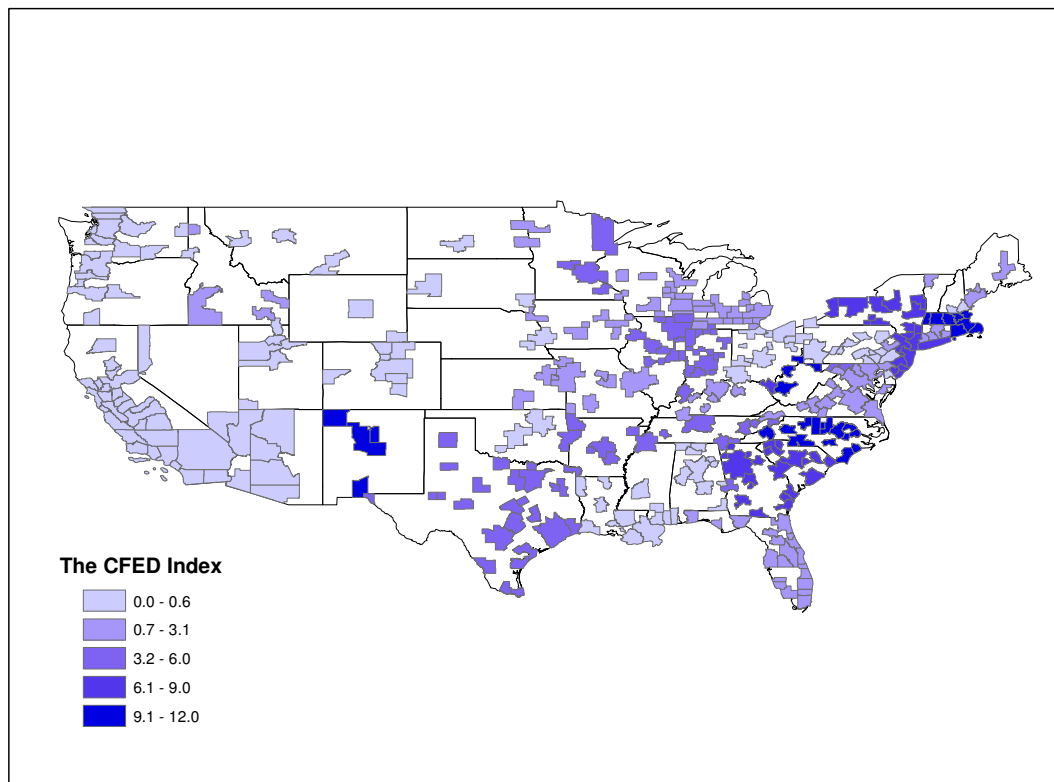 The CFED Index
0.0 - 0.6
0.7 - 3.1
3.2 - 6.0
6.1 - 9.0
9.1 - 12.0